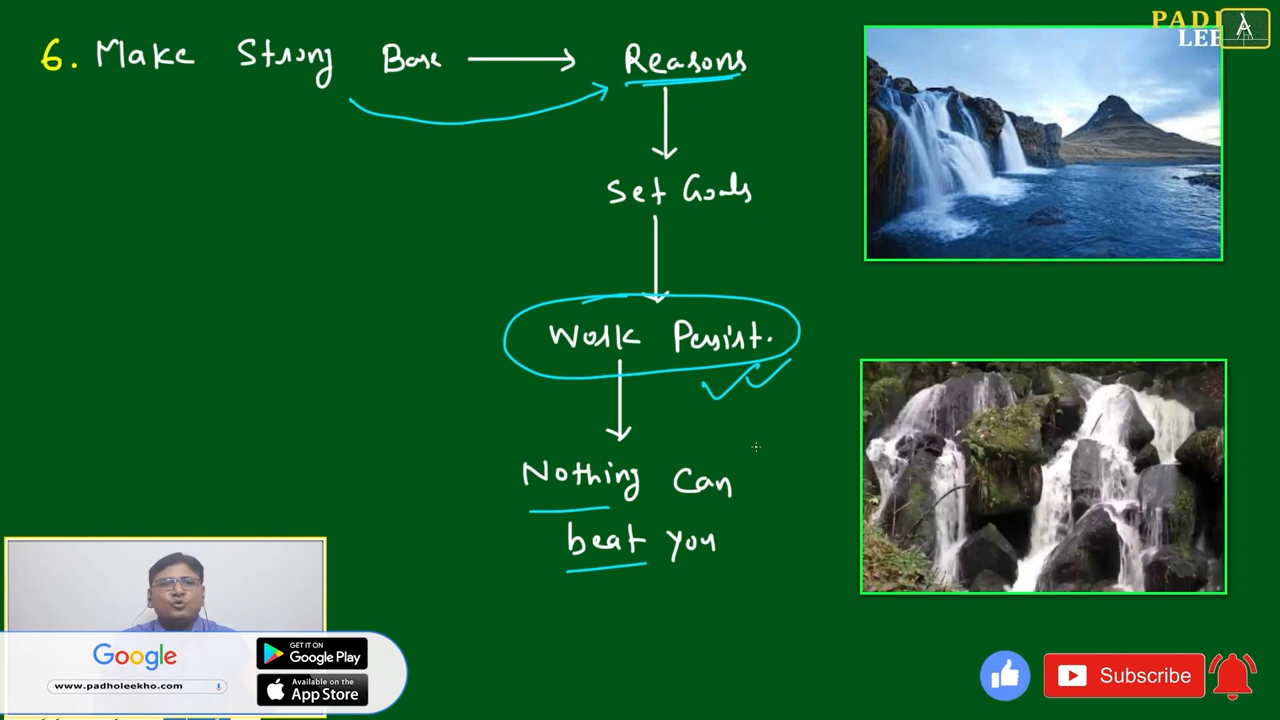 6. Make Strong Base → Reasons
Set Goals
Work Persist.
Nothing Can
beat you
PADH
LEE
Google
www.padholeekho.com
GET IT ON
Google Play
Available on the
App Store
Subscribe